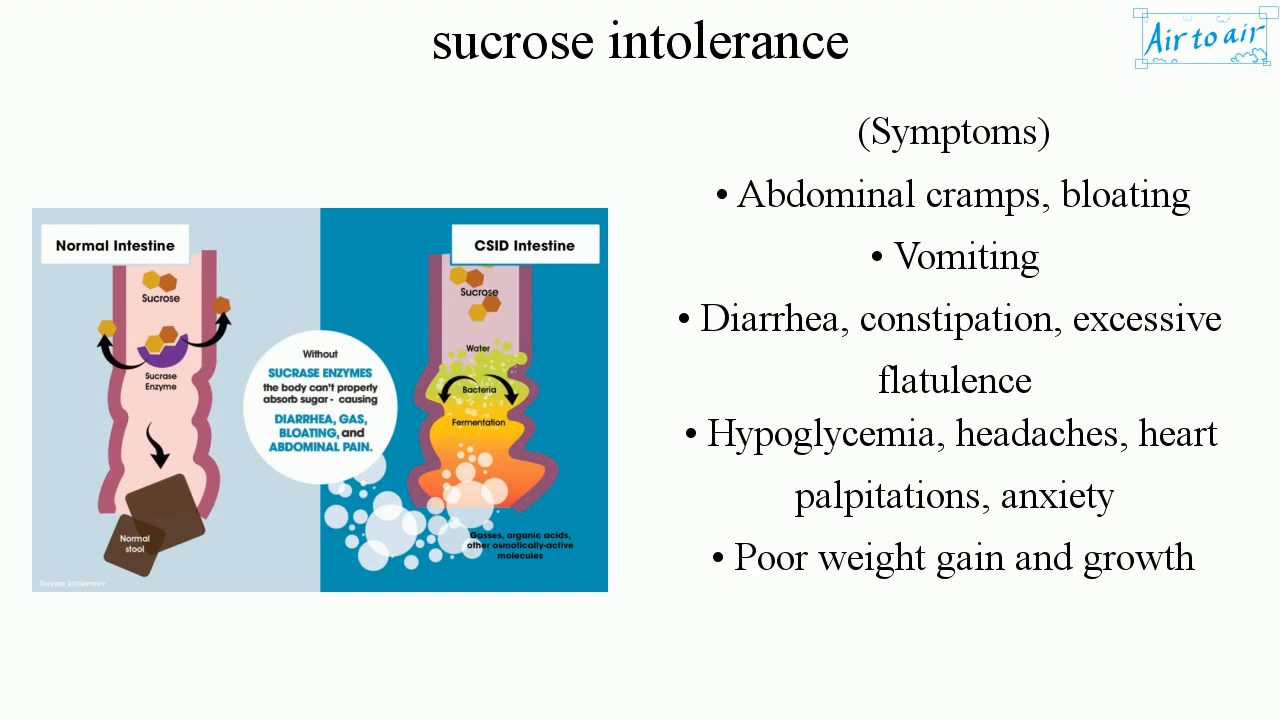 sucrose intolerance
Air to air
(Symptoms)
• Abdominal cramps, bloating
• Vomiting
• Diarrhea, constipation, excessive
flatulence
• Hypoglycemia, headaches, heart
palpitations, anxiety
• Poor weight gain and growth
Normal Intestine
Sucrose
Sucrase
Enzyme
Normal
stool
Sucrose Intolerance
Without
SUCRASE ENZYMES
the body can't properly
absorb sugar - causing
DIARRHEA, GAS,
BLOATING, and
ABDOMINAL PAIN.
CSID Intestine
Sucrose
Water
Bacteria
Fermentation
Gasses, organic acids,
other osmotically-active
molecules